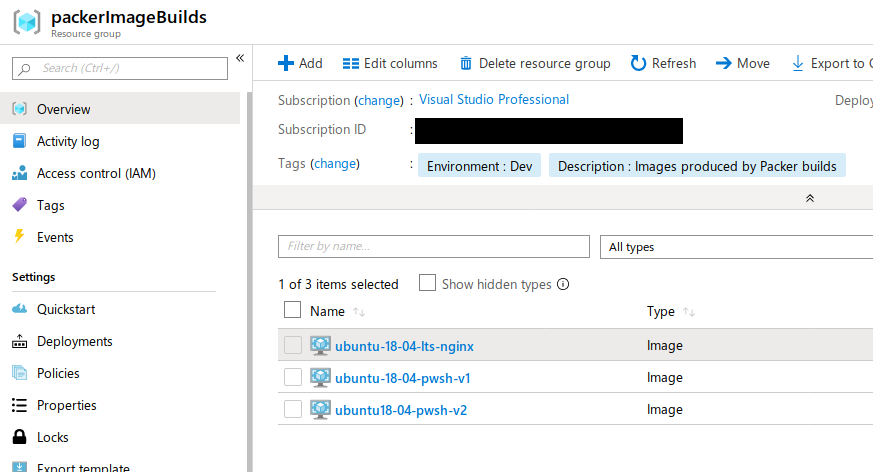 packerImageBuilds
Resource group
Search (Ctrl+/)
«
Overview
Activity log
Access control (IAM)
Tags
Events
Settings
Quickstart
Deployments
Policies
Properties
Locks
Export template
Add Edit columns Delete resource group Refresh Move Export to C
Subscription (change) : Visual Studio Professional Deploy
Subscription ID :
Tags (change) : Environment : Dev Description : Images produced by Packer builds
Filter by name... All types
1 of 3 items selected Show hidden types
Name Type
ubuntu-18-04-lts-nginx Image
ubuntu-18-04-pwsh-v1 Image
ubuntu18-04-pwsh-v2 Image